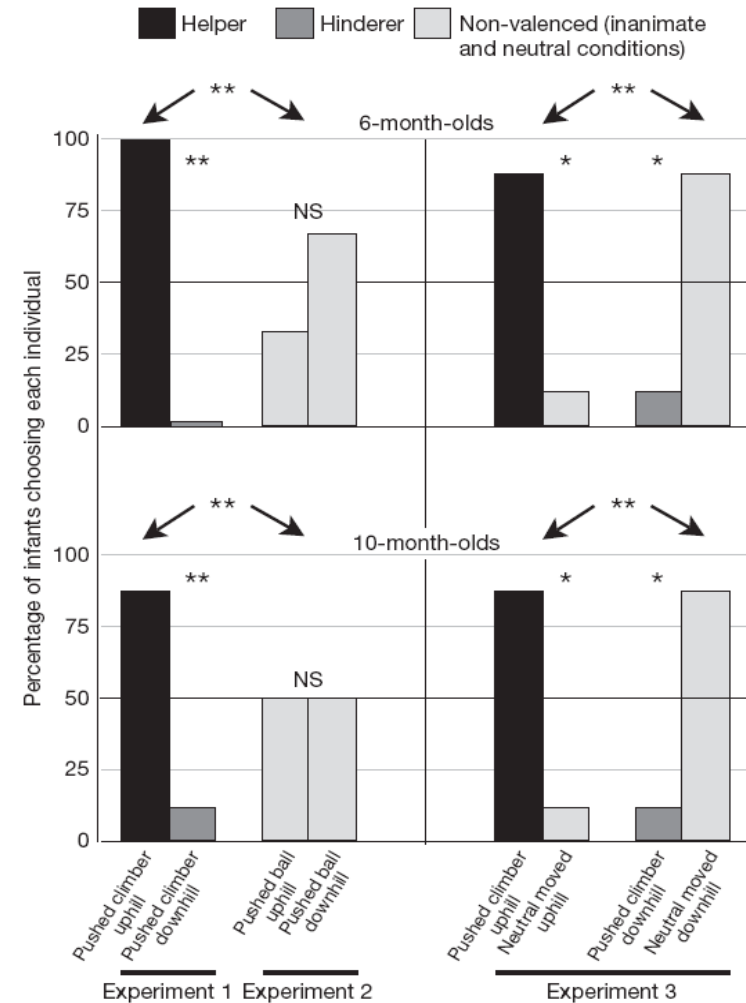 Helper
Hinderer
Non-valenced (inanimate
and neutral conditions)
** **
6-month-olds
100
75
50
25
0
** NS * *
** **
10-month-olds
100
75
50
25
0
** NS * *
Percentage of infants choosing each individual
Pushed climber
uphill
Pushed climber
downhill
Pushed ball
uphill
Pushed ball
downhill
Pushed climber
uphill
Neutral moved
uphill
Pushed climber
downhill
Neutral moved
downhill
Experiment 1 Experiment 2 Experiment 3